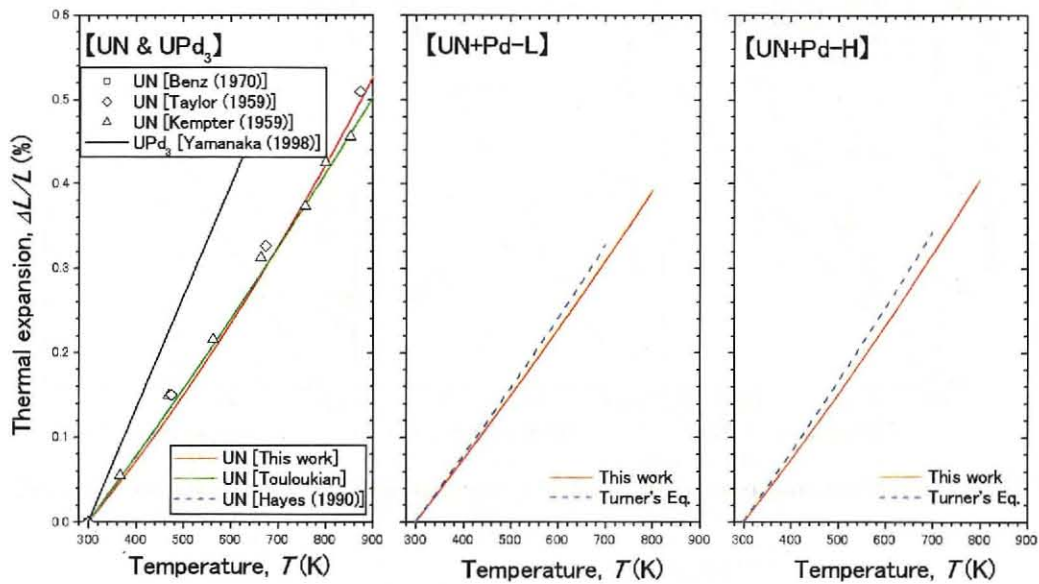 【UN & UPd₃】
UN [Benz (1970)]
UN [Taylor (1959)]
UN [Kempter (1959)]
UPd₃ [Yamanaka (1998)]
UN [This work]
UN [Touloukian]
UN [Hayes (1990)]
Thermal expansion, ΔL/L (%)
0.6
0.5
0.4
0.3
0.2
0.1
0.0
300 400 500 600 700 800 900
Temperature, T (K)
【UN+Pd-L】
This work
Turner's Eq.
300 400 500 600 700 800 900
Temperature, T (K)
【UN+Pd-H】
This work
Turner's Eq.
300 400 500 600 700 800 900
Temperature, T (K)